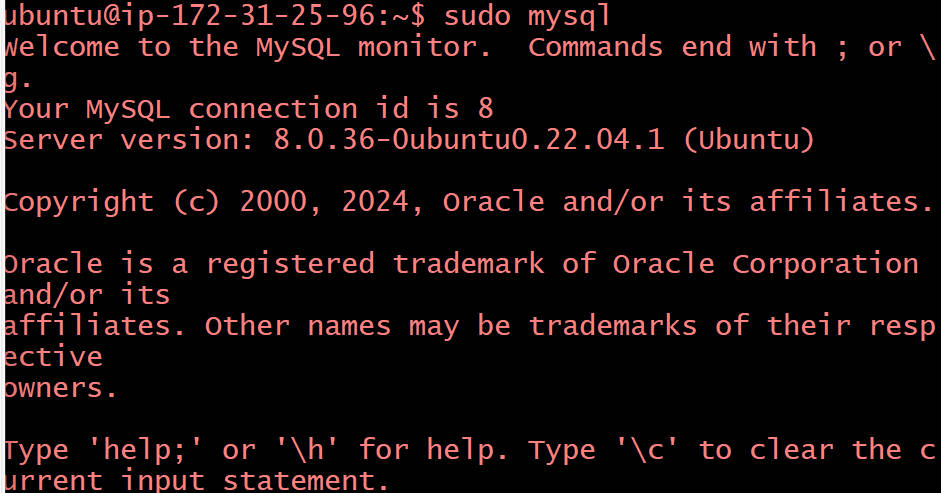 ubuntu@ip-172-31-25-96:~$ sudo mysql
Welcome to the MySQL monitor.  Commands end with ; or \
g.
Your MySQL connection id is 8
Server version: 8.0.36-0ubuntu0.22.04.1 (Ubuntu)
Copyright (c) 2000, 2024, Oracle and/or its affiliates.
Oracle is a registered trademark of Oracle Corporation
and/or its
affiliates. Other names may be trademarks of their resp
ective
owners.
Type 'help;' or '\h' for help. Type '\c' to clear the c
urrent input statement.